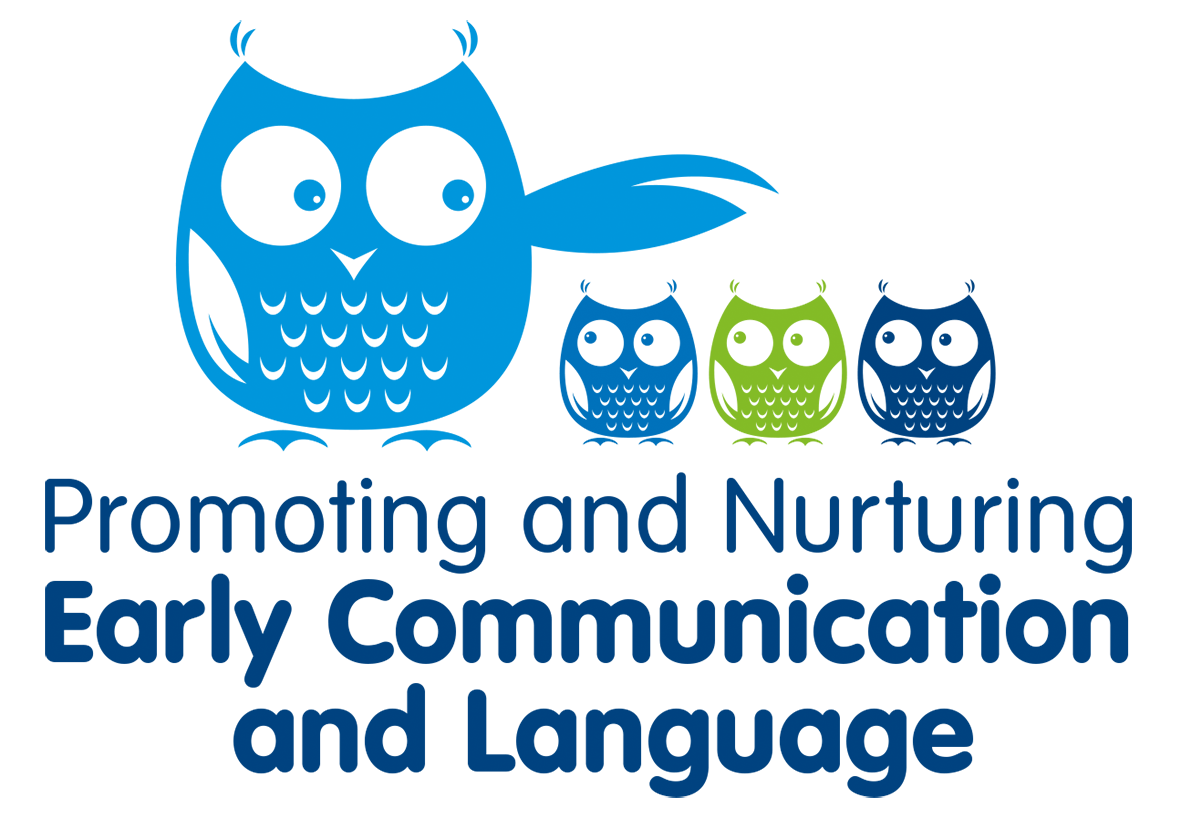 Promoting and Nurturing
Early Communication
and Language